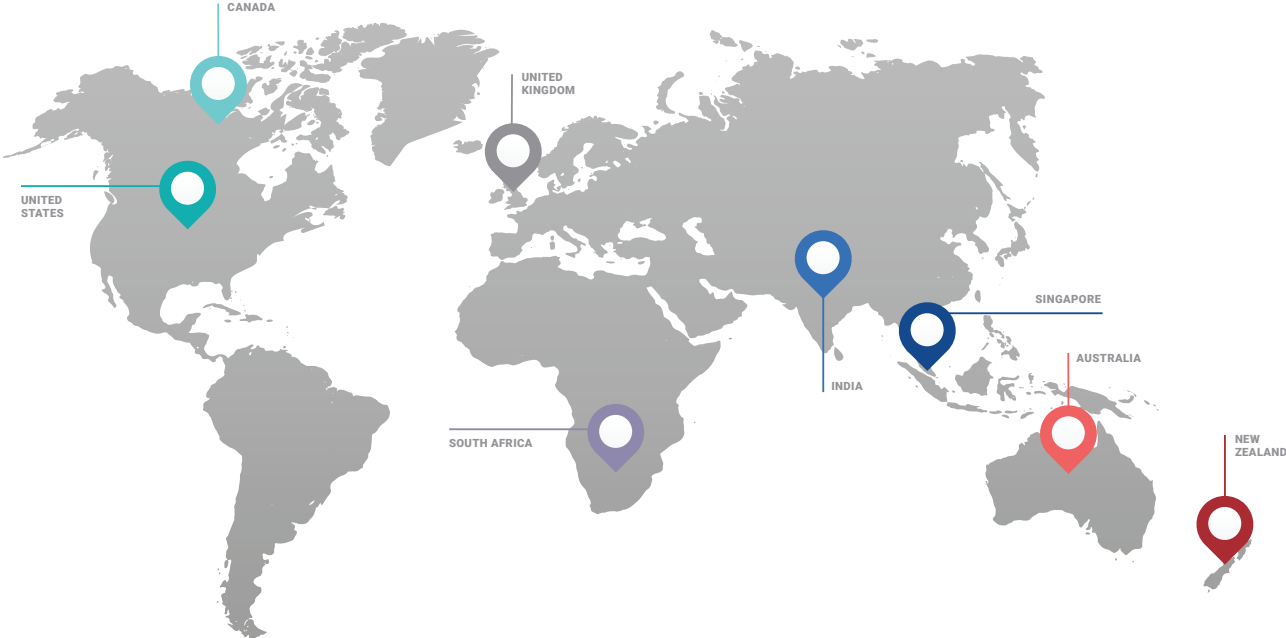 CANADA
UNITED
KINGDOM
UNITED
STATES
SINGAPORE
AUSTRALIA
INDIA
SOUTH AFRICA
NEW
ZEALAND